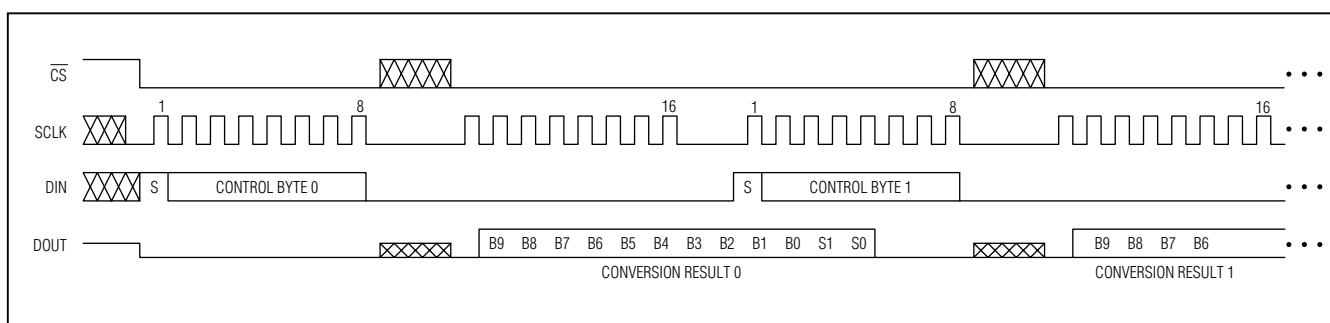 CS
1 8 16 1 8 16
SCLK
DIN S CONTROL BYTE 0 S CONTROL BYTE 1
DOUT B9 B8 B7 B6 B5 B4 B3 B2 B1 B0 S1 S0 B9 B8 B7 B6
CONVERSION RESULT 0 CONVERSION RESULT 1